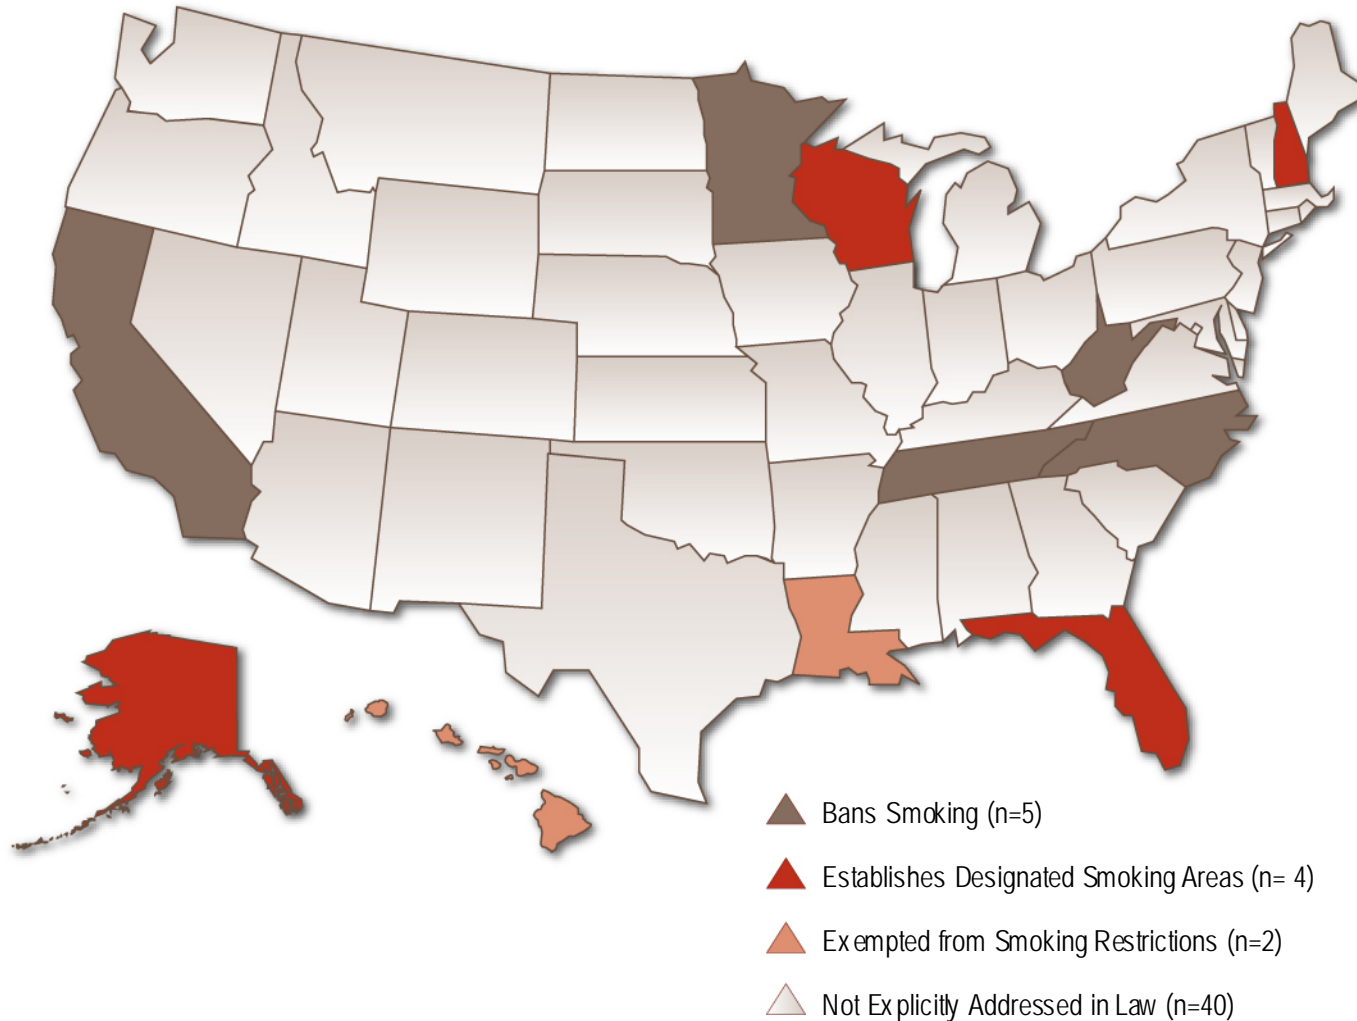 Bans Smoking (n=5)
Establishes Designated Smoking Areas (n= 4)
Exempted from Smoking Restrictions (n=2)
Not Explicitly Addressed in Law (n=40)